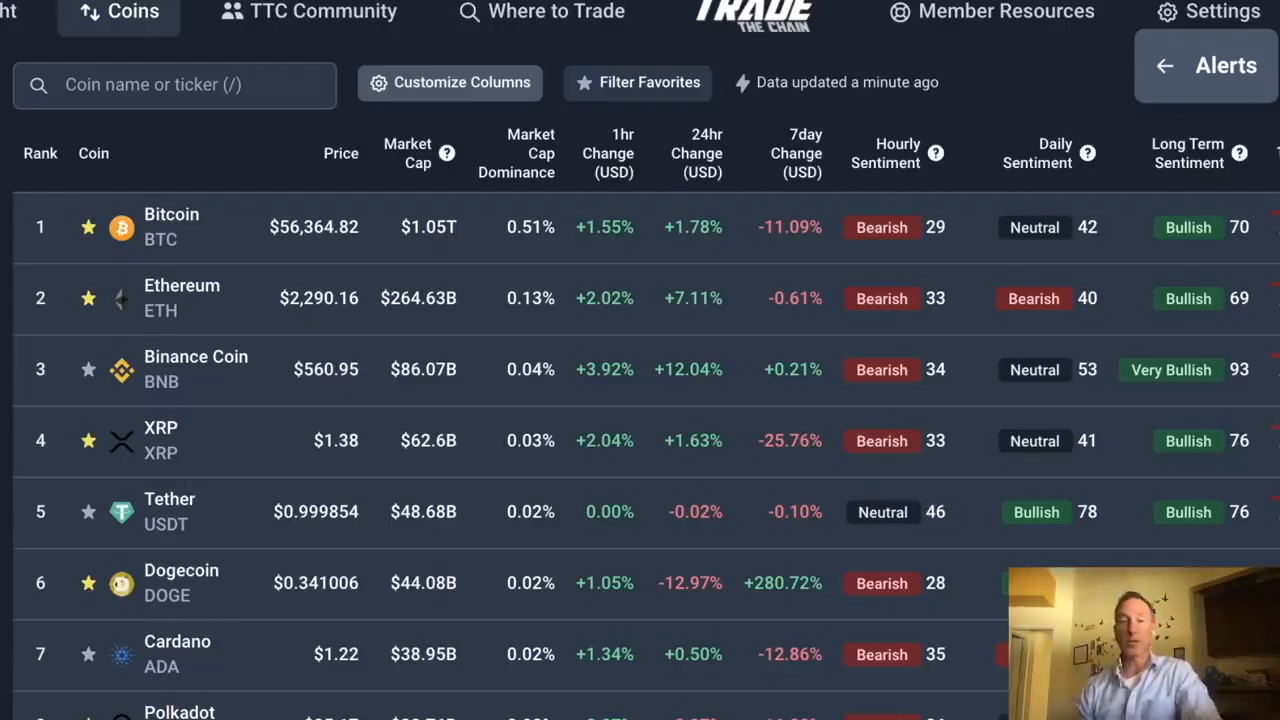 ht
Coins
TTC Community
Where to Trade
TRADE
THE CHAIN
Member Resources
Settings
Alerts
Coin name or ticker (/)
Customize Columns
Filter Favorites
Data updated a minute ago
Rank
Coin
Price
Market
Cap ?
Market
Cap
Dominance
1hr
Change
(USD)
24hr
Change
(USD)
7day
Change
(USD)
Hourly
Sentiment ?
Daily
Sentiment ?
Long Term
Sentiment ?
1 Bitcoin $56,364.82 $1.05T 0.51% +1.55% +1.78% -11.09% Bearish 29 Neutral 42 Bullish 70
BTC
2 Ethereum $2,290.16 $264.63B 0.13% +2.02% +7.11% -0.61% Bearish 33 Bearish 40 Bullish 69
ETH
3 Binance Coin $560.95 $86.07B 0.04% +3.92% +12.04% +0.21% Bearish 34 Neutral 53 Very Bullish 93
BNB
4 XRP $1.38 $62.6B 0.03% +2.04% +1.63% -25.76% Bearish 33 Neutral 41 Bullish 76
XRP
5 Tether $0.999854 $48.68B 0.02% 0.00% -0.02% -0.10% Neutral 46 Bullish 78 Bullish 76
USDT
6 Dogecoin $0.341006 $44.08B 0.02% +1.05% -12.97% +280.72% Bearish 28
DOGE
7 Cardano $1.22 $38.95B 0.02% +1.34% +0.50% -12.86% Bearish 35
ADA
Polkadot